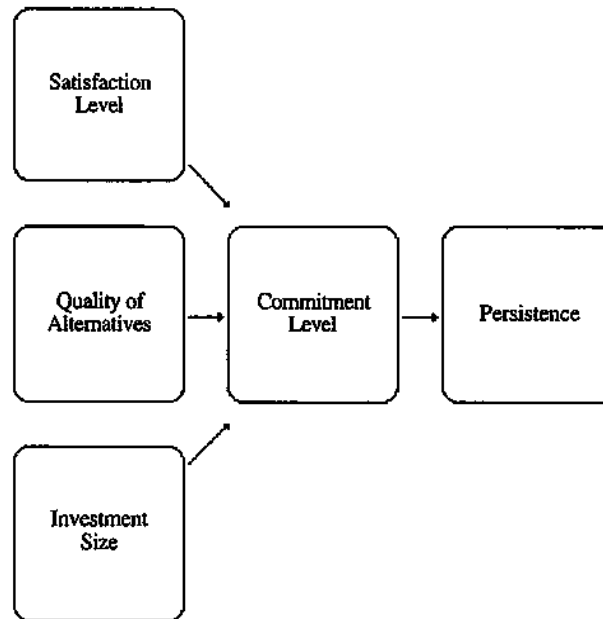 Satisfaction
Level
Quality of
Alternatives
Commitment
Level
Persistence
Investment
Size